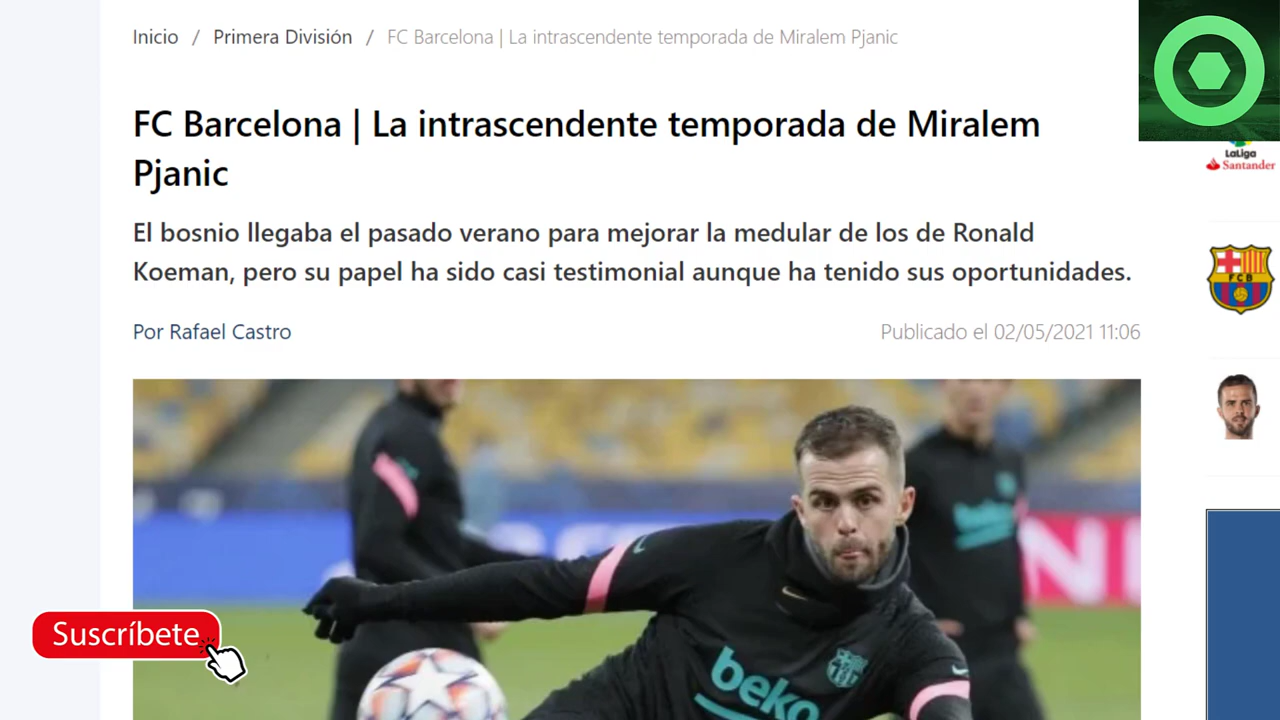 Inicio / Primera División / FC Barcelona | La intrascendente temporada de Miralem Pjanic
FC Barcelona | La intrascendente temporada de Miralem
Pjanic
El bosnio llegaba el pasado verano para mejorar la medular de los de Ronald
Koeman, pero su papel ha sido casi testimonial aunque ha tenido sus oportunidades.
Por Rafael Castro
Publicado el 02/05/2021 11:06
LaLiga
Santander
FCB
beko
beko
Suscríbete